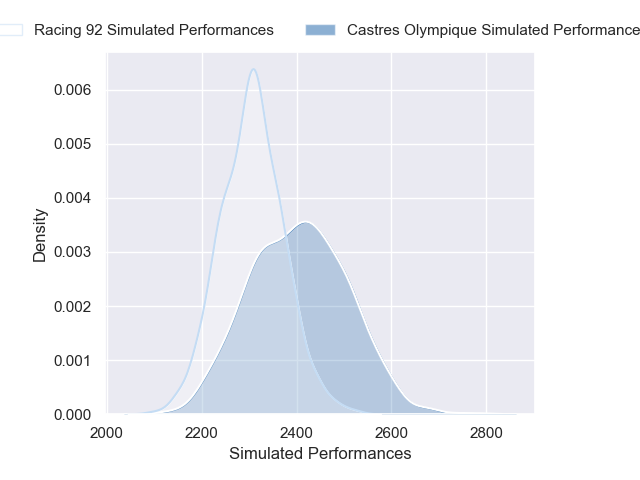 Racing 92 Simulated Performances
Castres Olympique Simulated Performance
0.006
0.005
0.004
0.003
0.002
0.001
0.000
Density
2000 2200 2400 2600 2800
Simulated Performances